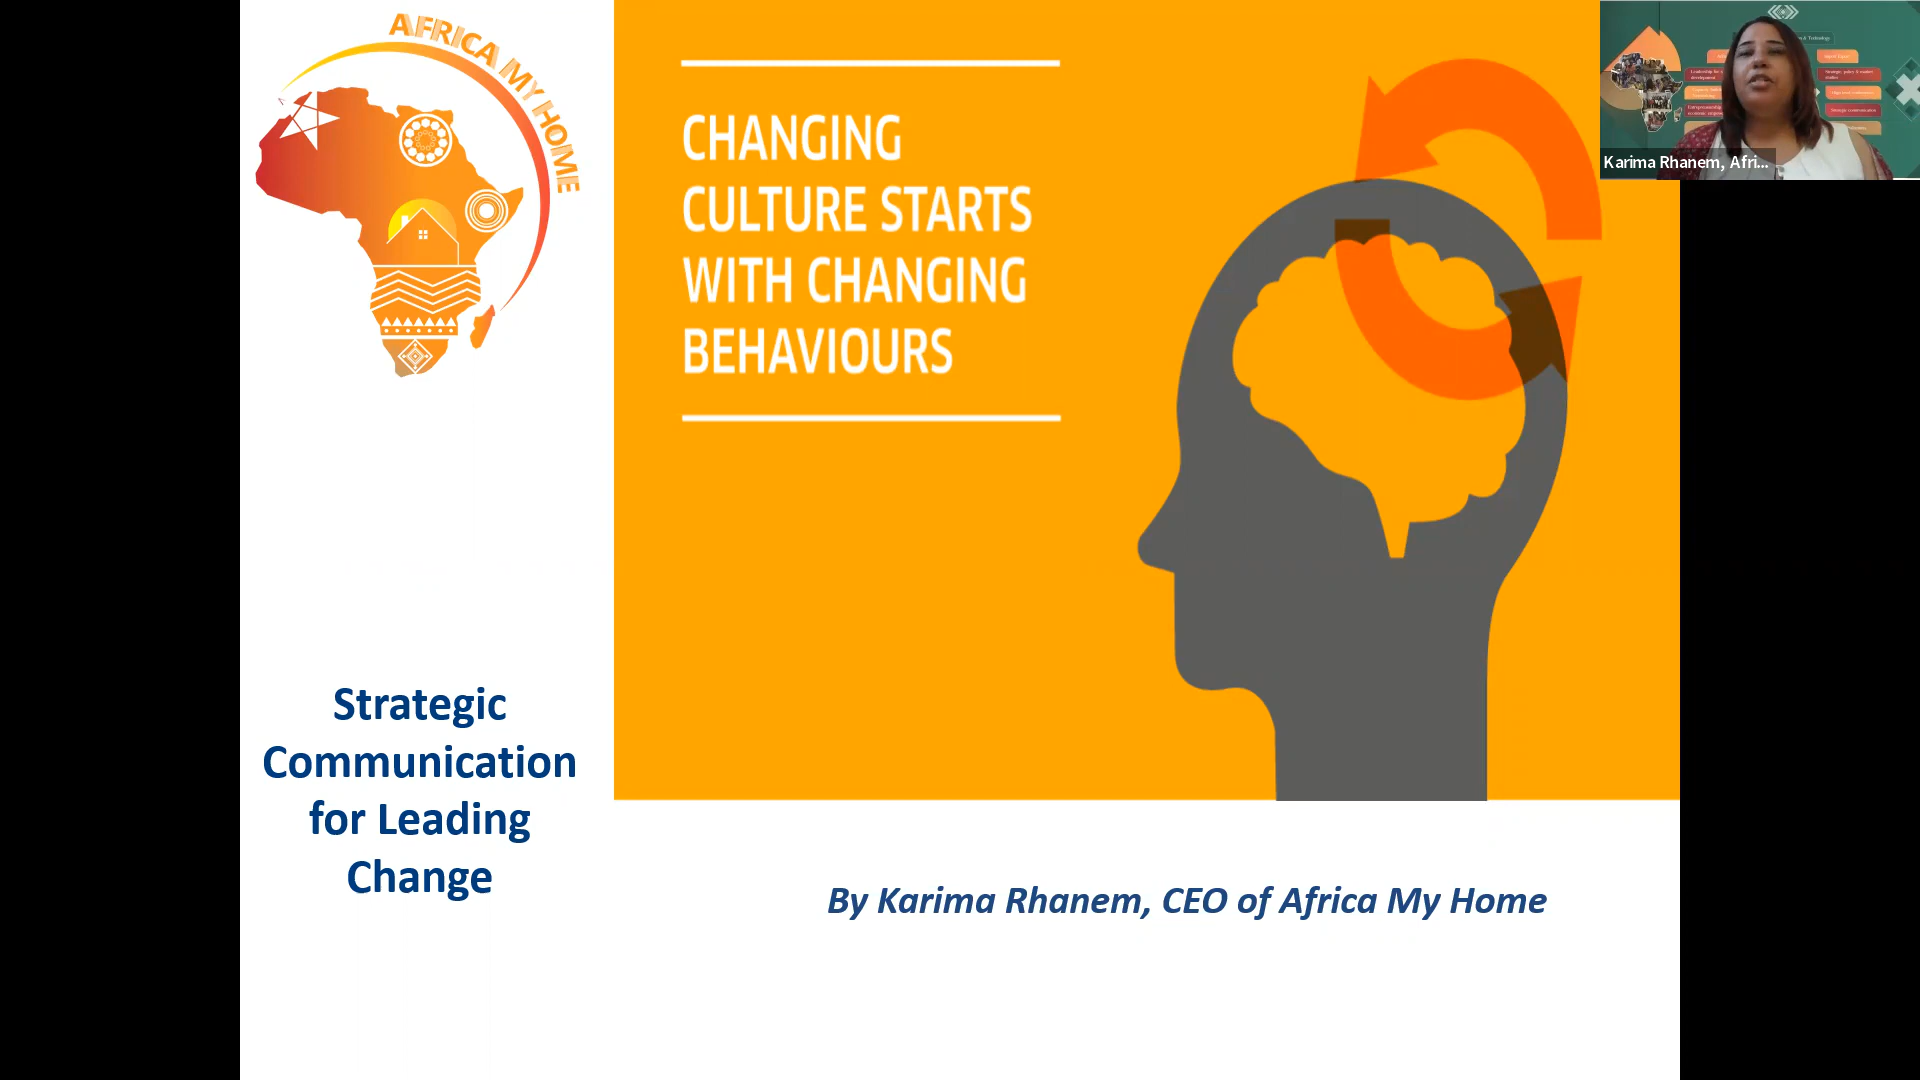 AFRICA MY HOME
CHANGING
CULTURE STARTS
WITH CHANGING
BEHAVIOURS
Strategic
Communication
for Leading
Change
By Karima Rhanem, CEO of Africa My Home
Karima Rhanem, Afri...